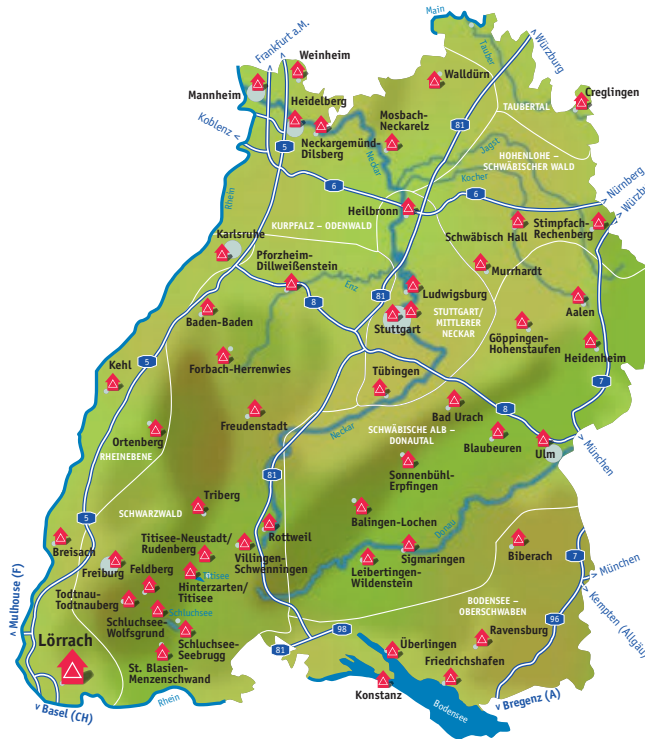 Main
Tauber
> Würzburg
Frankfurt a.M.
Weinheim
Walldürn
Creglingen
Mannheim
Heidelberg
TAUBERTAL
Mosbach-
Neckarelz
Koblenz <
5
Neckargemünd-
Dilsberg
81
Neckar
Jagst
Kocher
HOHENLOHE –
SCHWÄBISCHER WALD
6
6
> Nürnberg
> Würzbu
Rhein
Heilbronn
KURPFALZ – ODENWALD
Schwäbisch Hall
Stimpfach-
Rechenberg
Karlsruhe
Pforzheim-
Dillweißenstein
Murrhardt
Enz
81
Ludwigsburg
8
Baden-Baden
Stuttgart
STUTTGART/
MITTLERER
NECKAR
Aalen
Göppingen-
Hohenstaufen
Heidenheim
5
Forbach-Herrenwies
Kehl
Tübingen
7
Freudenstadt
Bad Urach
8
Ortenberg
Neckar
SCHWÄBISCHE ALB –
DONAUTAL
Blaubeuren
Ulm
> München
RHEINEBENE
Sonnenbühl-
Erpfingen
81
Triberg
SCHWARZWALD
Balingen-Lochen
5
Rottweil
Donau
Titisee-Neustadt/
Rudenberg
Breisach
Villingen-
Schwenningen
Sigmaringen
Biberach
7
Freiburg
Feldberg
Titisee
Hinterzarten/
Titisee
Leibertingen-
Wildenstein
> München
> Kempten (Allgäu)
Todtnau-
Todtnauberg
Schluchsee
BODENSEE –
OBERSCHWABEN
96
> Mulhouse (F)
Schluchsee-
Wolfsgrund
98
Ravensburg
Lörrach
Schluchsee-
Seebrugg
81
Überlingen
St. Blasien-
Menzenschwand
Friedrichshafen
Konstanz
Rhein
Bodensee
> Basel (CH)
> Bregenz (A)